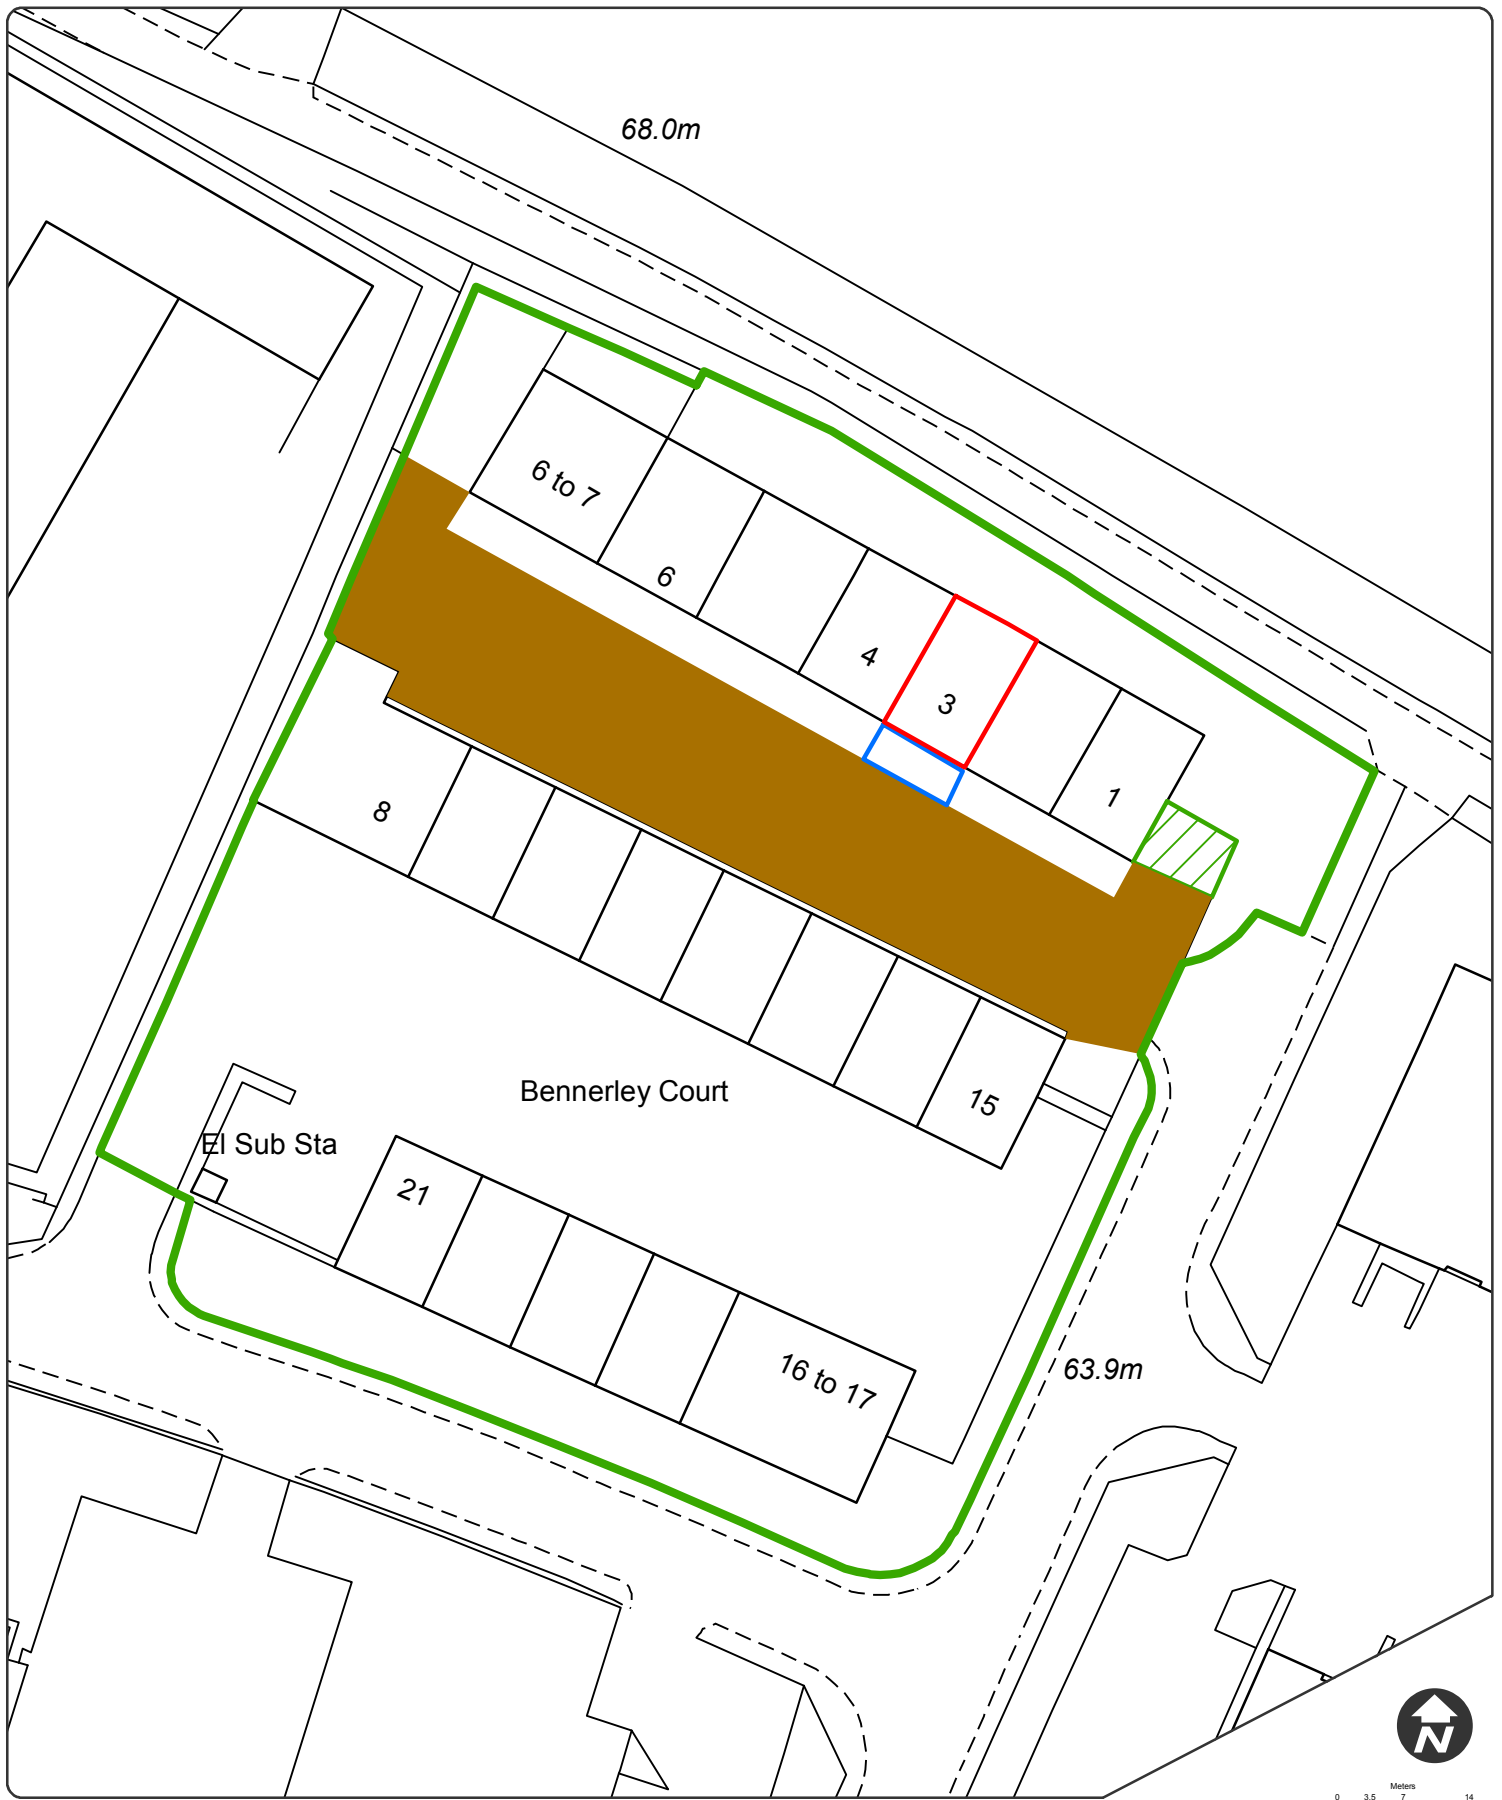 68.0m
6 to 7
6
4
3
1
8
Bennerley Court
15
El Sub Sta
21
16 to 17
63.9m
N
Meters
0 3.5 7 14